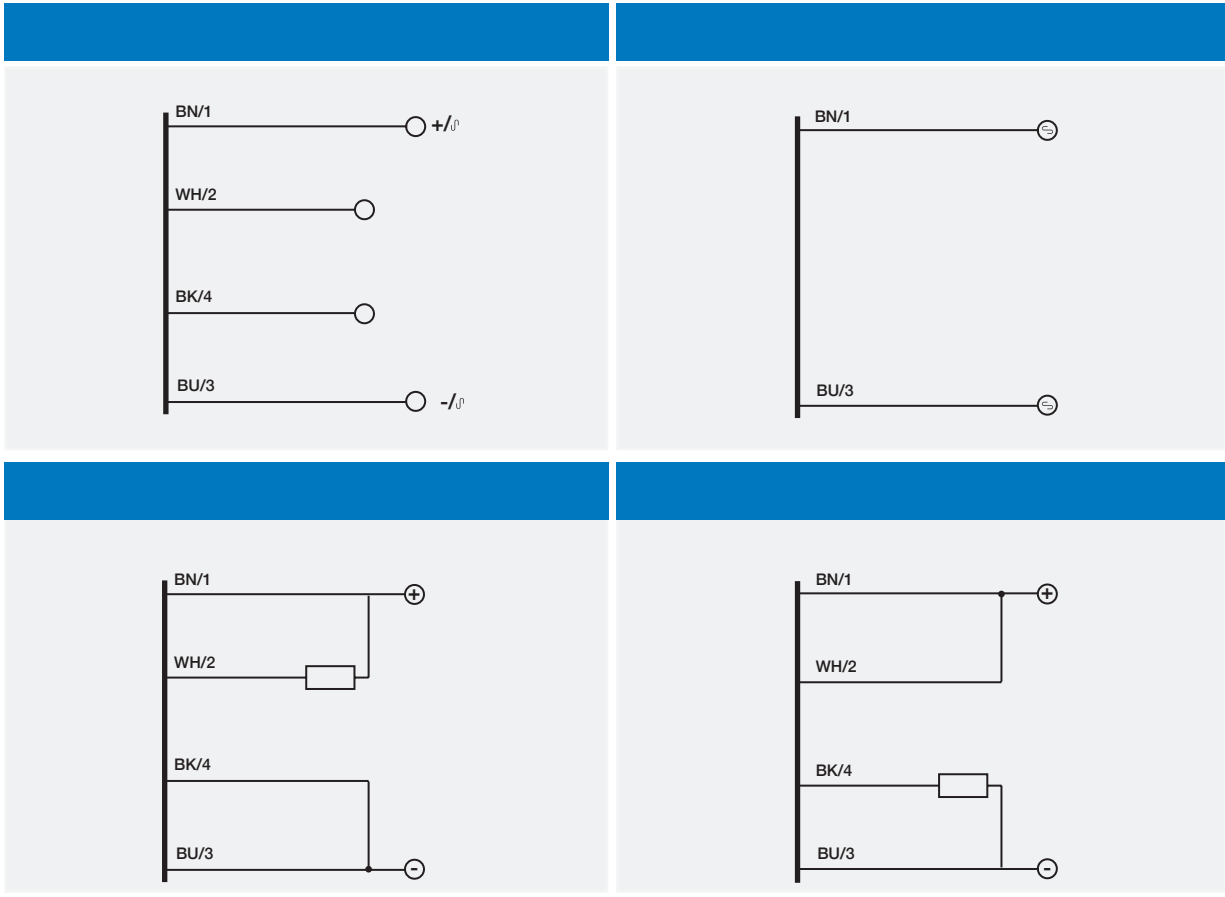 BN/1
+/∿
WH/2
BK/4
BU/3
-/∿
BN/1
∿
BU/3
∿
BN/1
+
WH/2
BK/4
BU/3
-
BN/1
+
WH/2
BK/4
BU/3
-